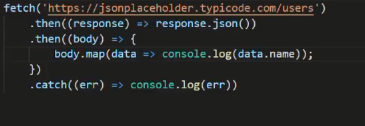 fetch('https://jsonplaceholder.typicode.com/users')
    .then((response) => response.json())
    .then((body) => {
        body.map(data => console.log(data.name));
    })
    .catch((err) => console.log(err))